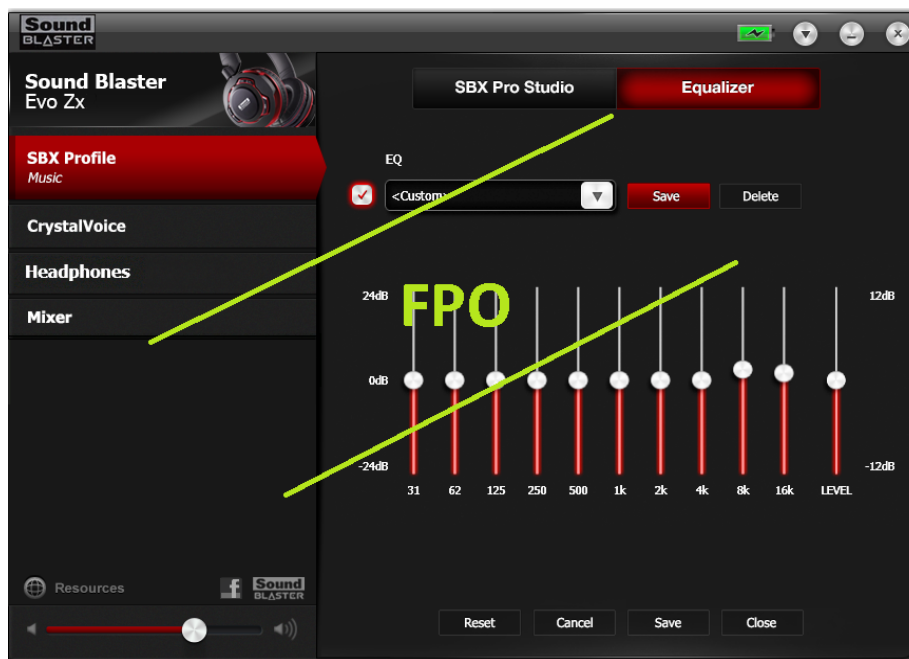 Sound
BLASTER
Sound Blaster
Evo Zx
SBX Profile
Music
CrystalVoice
Headphones
Mixer
Resources
f Sound
BLASTER
SBX Pro Studio Equalizer
EQ
<Custom> Save Delete
FPO
24dB 12dB
0dB
-24dB -12dB
31 62 125 250 500 1k 2k 4k 8k 16k LEVEL
Reset Cancel Save Close